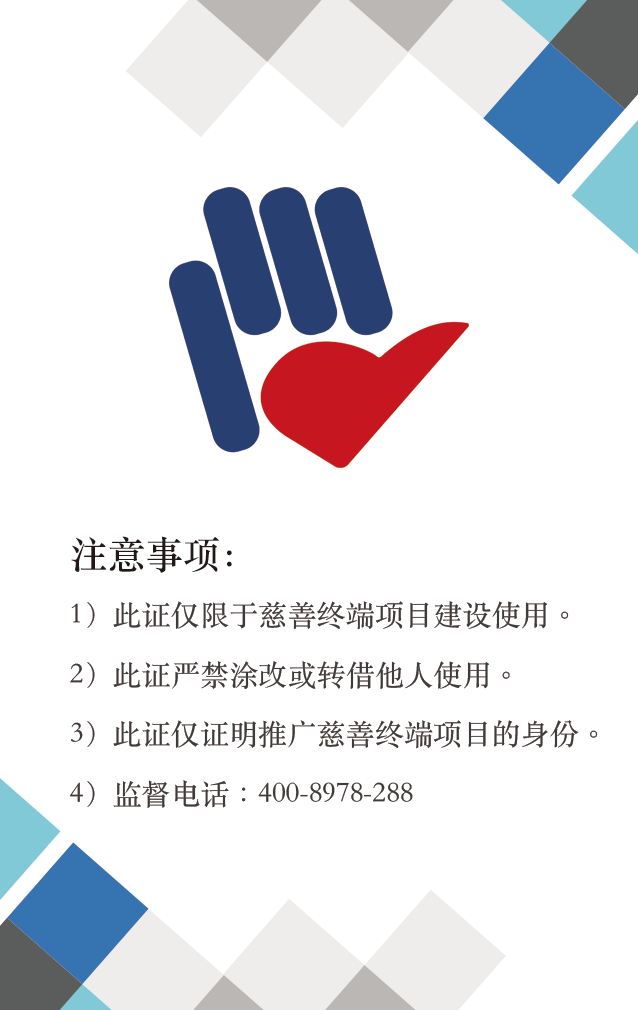 注意事项：
1）此证仅限于慈善终端项目建设使用。
2）此证严禁涂改或转借他人使用。
3）此证仅证明推广慈善终端项目的身份。
4）监督电话：400-8978-288